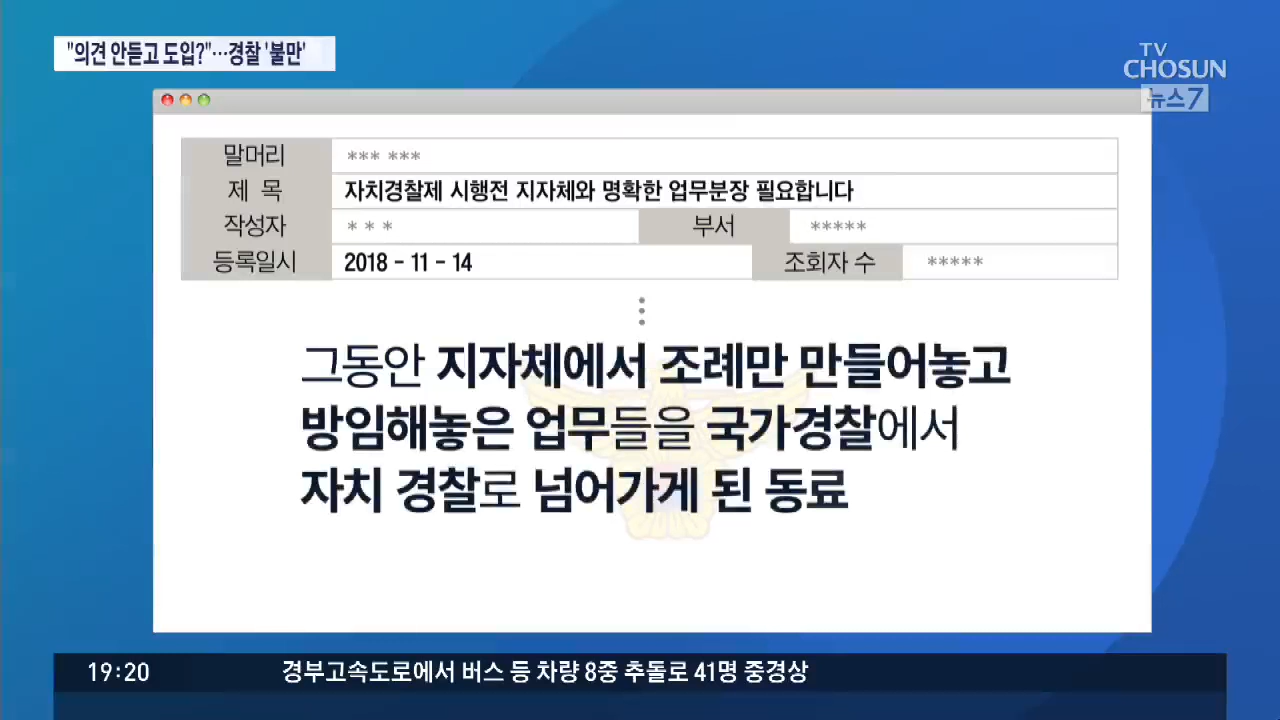 "의견 안듣고 도입?"…경찰 '불만'
TV
CHOSUN
뉴스7
말머리 *** ***
제 목 자치경찰제 시행전 지자체와 명확한 업무분장 필요합니다
작성자 * * * 부서 *****
등록일시 2018 - 11 - 14 조회자 수 *****
그동안 지자체에서 조례만 만들어놓고
방임해놓은 업무들을 국가경찰에서
자치 경찰로 넘어가게 된 동료
19:20 경부고속도로에서 버스 등 차량 8중 추돌로 41명 중경상